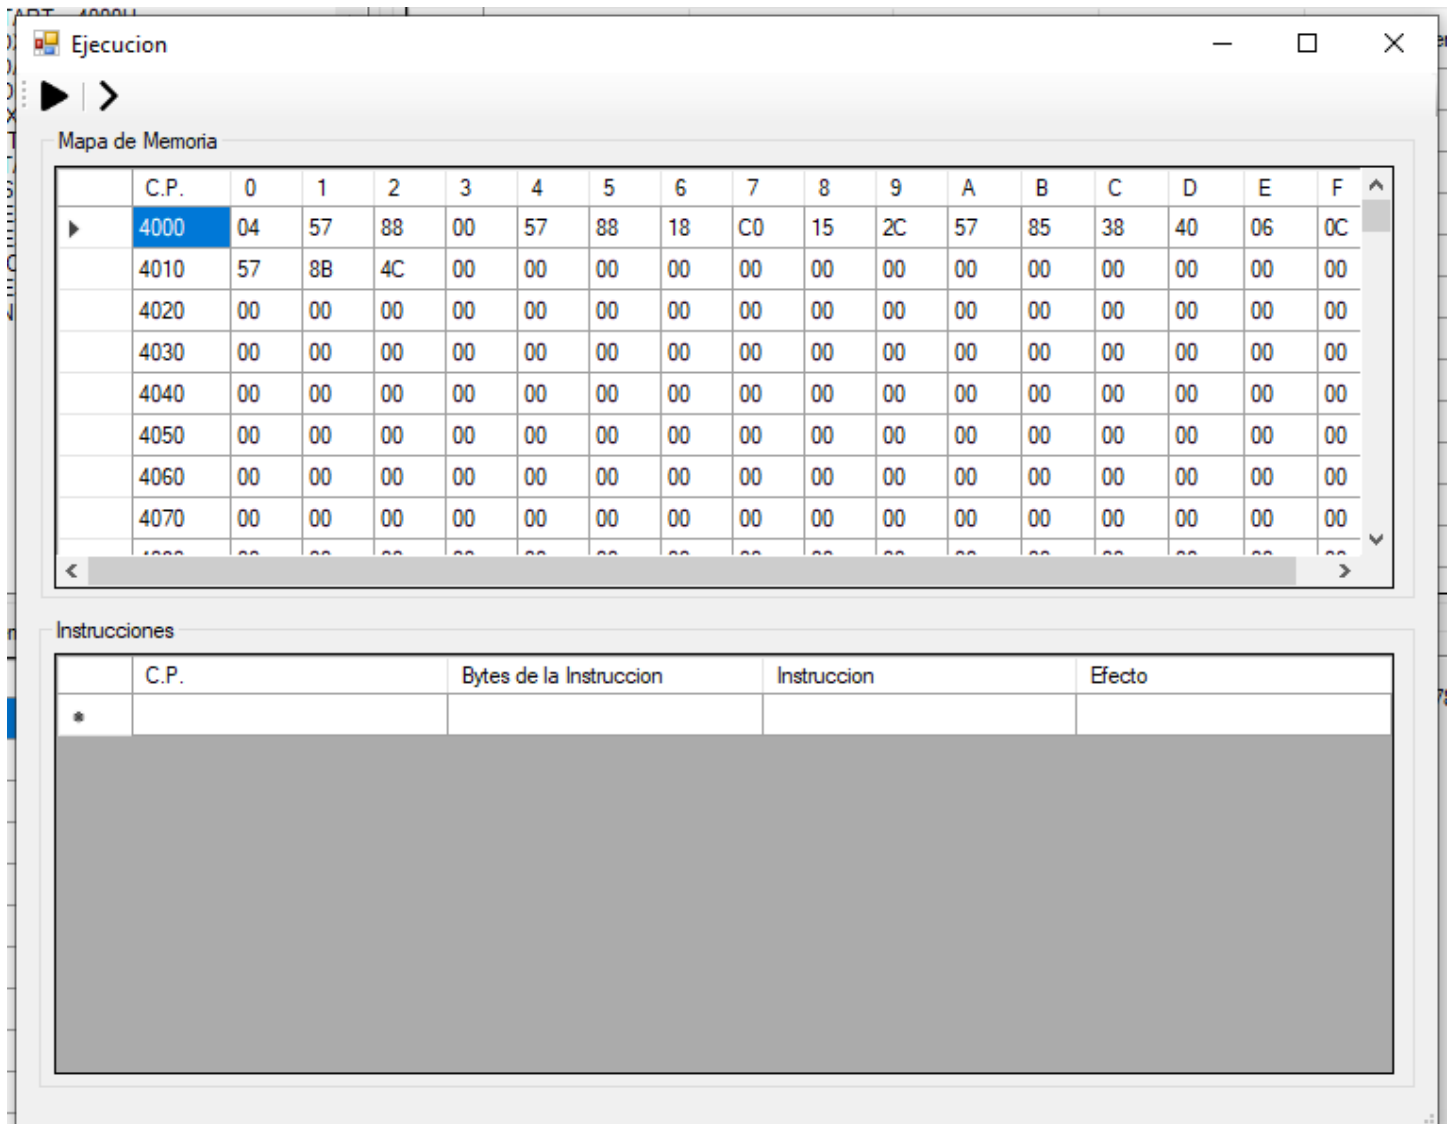 Ejecucion
Mapa de Memoria
C.P. 0 1 2 3 4 5 6 7 8 9 A B C D E F
4000 04 57 88 00 57 88 18 C0 15 2C 57 85 38 40 06 0C
4010 57 8B 4C 00 00 00 00 00 00 00 00 00 00 00 00 00
4020 00 00 00 00 00 00 00 00 00 00 00 00 00 00 00 00
4030 00 00 00 00 00 00 00 00 00 00 00 00 00 00 00 00
4040 00 00 00 00 00 00 00 00 00 00 00 00 00 00 00 00
4050 00 00 00 00 00 00 00 00 00 00 00 00 00 00 00 00
4060 00 00 00 00 00 00 00 00 00 00 00 00 00 00 00 00
4070 00 00 00 00 00 00 00 00 00 00 00 00 00 00 00 00
Instrucciones
C.P. Bytes de la Instruccion Instruccion Efecto